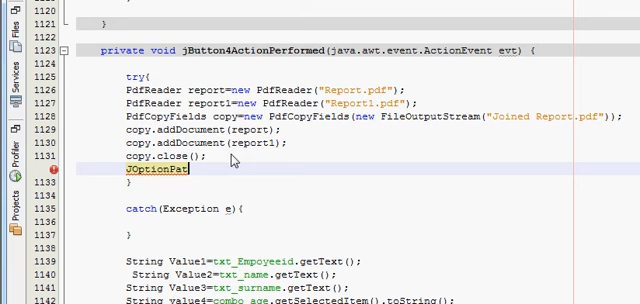 1120
1121 }
1122
1123 private void jButton4ActionPerformed(java.awt.event.ActionEvent evt) {
1124
1125 try{
1126 PdfReader report=new PdfReader("Report.pdf");
1127 PdfReader report1=new PdfReader("Report1.pdf");
1128 PdfCopyFields copy=new PdfCopyFields(new FileOutputStream("Joined Report.pdf"));
1129 copy.addDocument(report);
1130 copy.addDocument(report1);
1131 copy.close();
JOptionPat
1133 }
1134
1135 catch(Exception e){
1136
1137 }
1138
1139 String Value1=txt_Empoyeeid.getText();
1140 String Value2=txt_name.getText();
1141 String Value3=txt_surname.getText();
1142 String value4=combo_age.getSelectedItem().toString();
Files
Services
Profiler
Projects